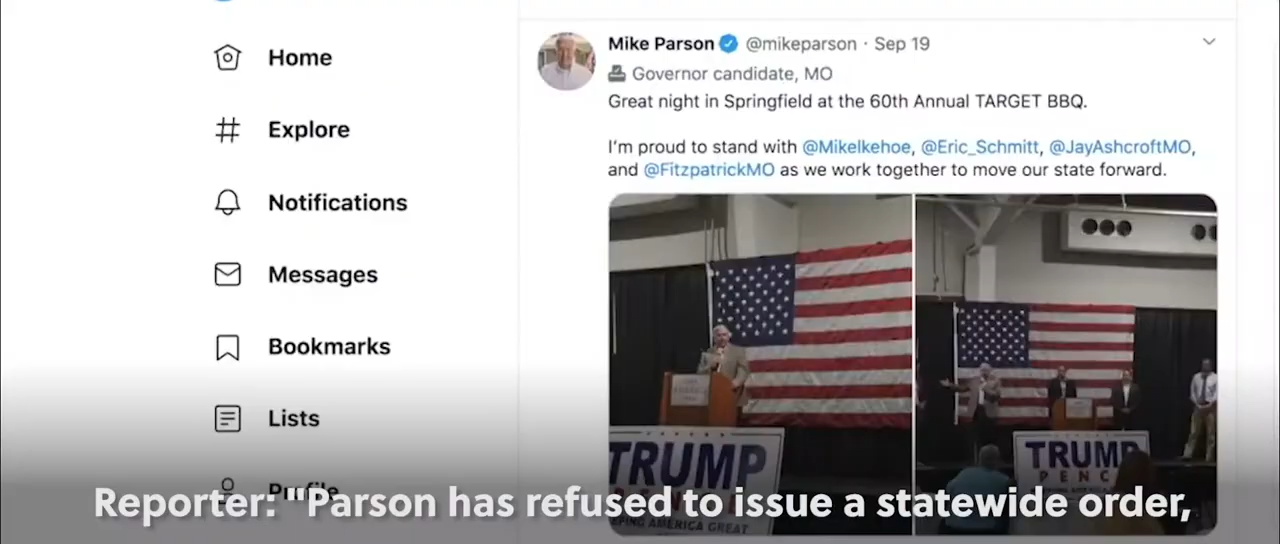 Home
Explore
Notifications
Messages
Bookmarks
Lists
Profile
Mike Parson @mikeparson · Sep 19
Governor candidate, MO
Great night in Springfield at the 60th Annual TARGET BBQ.
I'm proud to stand with @Mikelkehoe, @Eric_Schmitt, @JayAshcroftMO,
and @FitzpatrickMO as we work together to move our state forward.
TRUMP
TRUMP
PENC
Reporter: "Parson has refused to issue a statewide order,